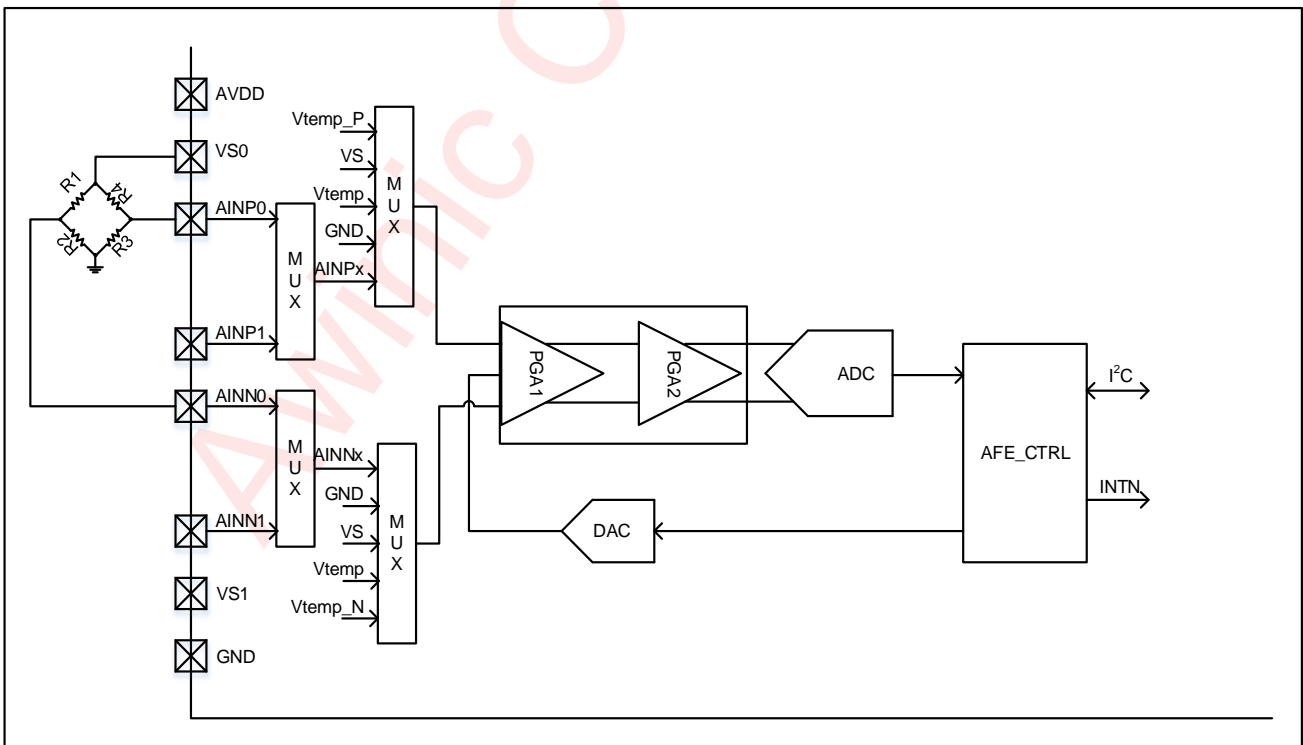 AVDD
VS0
R1
R4
R2
R3
AINP0
AINP1
AINN0
AINN1
VS1
GND
MUX
MUX
Vtemp_P
VS
Vtemp
GND
AINPx
MUX
AINNx
GND
VS
Vtemp
Vtemp_N
MUX
PGA1
PGA2
ADC
DAC
AFE_CTRL
I²C
INTN
Awinic C